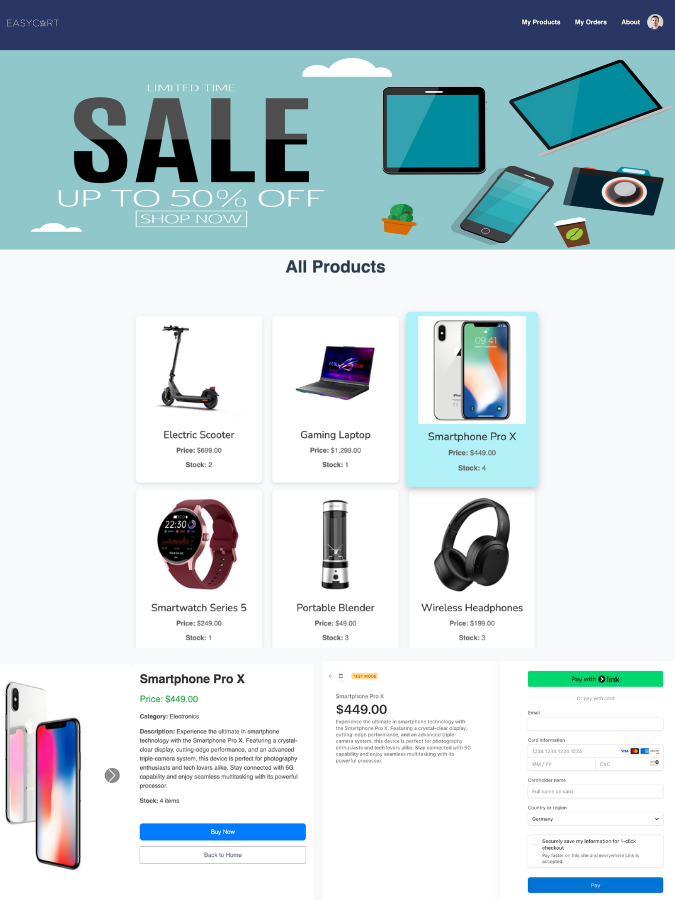 EASYCART
My Products
My Orders
About
LIMITED TIME
SALE
UP TO 50% OFF
SHOP NOW
All Products
09:41
Electric Scooter
Price: $699.00
Stock: 2
Gaming Laptop
Price: $1,299.00
Stock: 1
Smartphone Pro X
Price: $449.00
Stock: 4
22:30
Smartwatch Series 5
Price: $249.00
Stock: 1
Portable Blender
Price: $49.00
Stock: 3
Wireless Headphones
Price: $199.00
Stock: 3
Smartphone Pro X
Price: $449.00
Category: Electronics
Description: Experience the ultimate in smartphone
technology with the Smartphone Pro X. Featuring a crystal-
clear display, cutting-edge performance, and an advanced
triple-camera system, this device is perfect for photography
enthusiasts and tech lovers alike. Stay connected with 5G
capability and enjoy seamless multitasking with its powerful
processor.
Stock: 4 items
Buy Now
Back to Home
TEST MODE
Smartphone Pro X
$449.00
Experience the ultimate in smartphone technology with the
Smartphone Pro X. Featuring a crystal-clear display,
cutting-edge performance, and an advanced triple-
camera system, this device is perfect for photography
enthusiasts and tech lovers alike. Stay connected with 5G
capability and enjoy seamless multitasking with its
powerful processor.
Pay with link
Or pay with card
Email
Card information
1234 1234 1234 1234
VISA
MM / YY
CVC
Cardholder name
Full name on card
Country or region
Germany
Securely save my information for 1-click
checkout
Pay faster on this site and everywhere Link is
accepted.
Pay